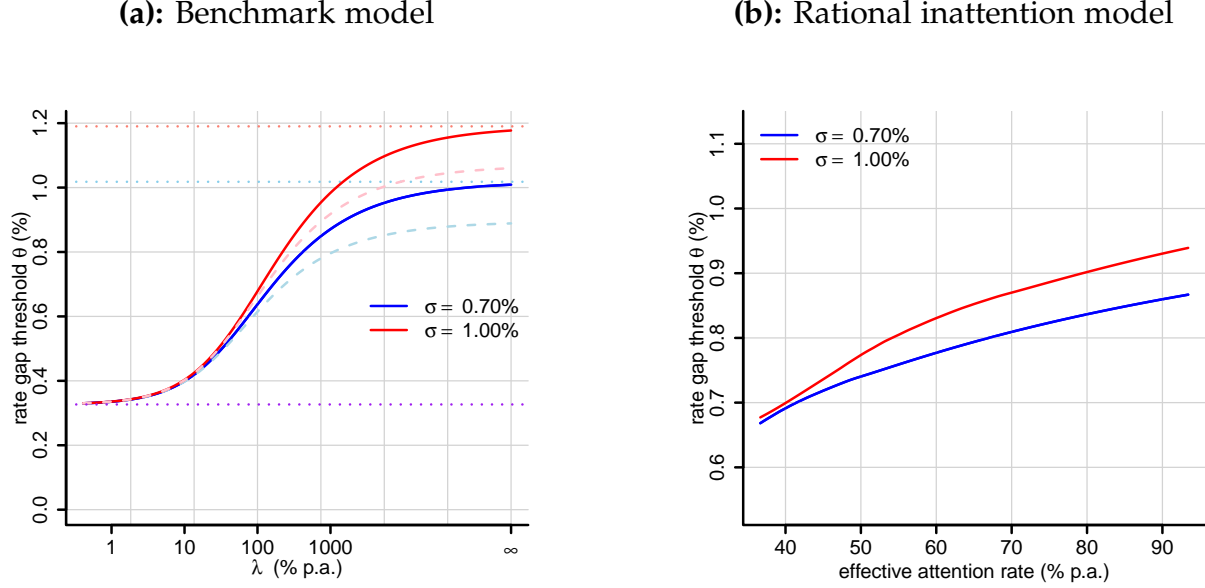 (a): Benchmark model
rate gap threshold θ (%)
1.2
1.0
0.8
0.6
0.4
0.2
0.0
σ = 0.70%
σ = 1.00%
1 10 100 1000 ∞
λ (% p.a.)
(b): Rational inattention model
rate gap threshold θ (%)
1.1
1.0
0.9
0.8
0.7
0.6
σ = 0.70%
σ = 1.00%
40 50 60 70 80 90
effective attention rate (% p.a.)